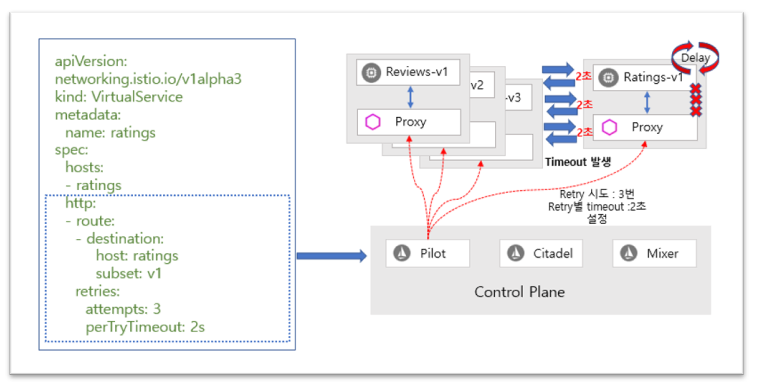 apiVersion:
networking.istio.io/v1alpha3
kind: VirtualService
metadata:
name: ratings
spec:
hosts:
- ratings
http:
- route:
- destination:
host: ratings
subset: v1
retries:
attempts: 3
perTryTimeout: 2s
Reviews-v1
Proxy
v2
-v3
2초
2초
2초
Delay
Ratings-v1
Proxy
Timeout 발생
Retry 시도 : 3번
Retry별 timeout :2초
설정
Pilot
Citadel
Mixer
Control Plane